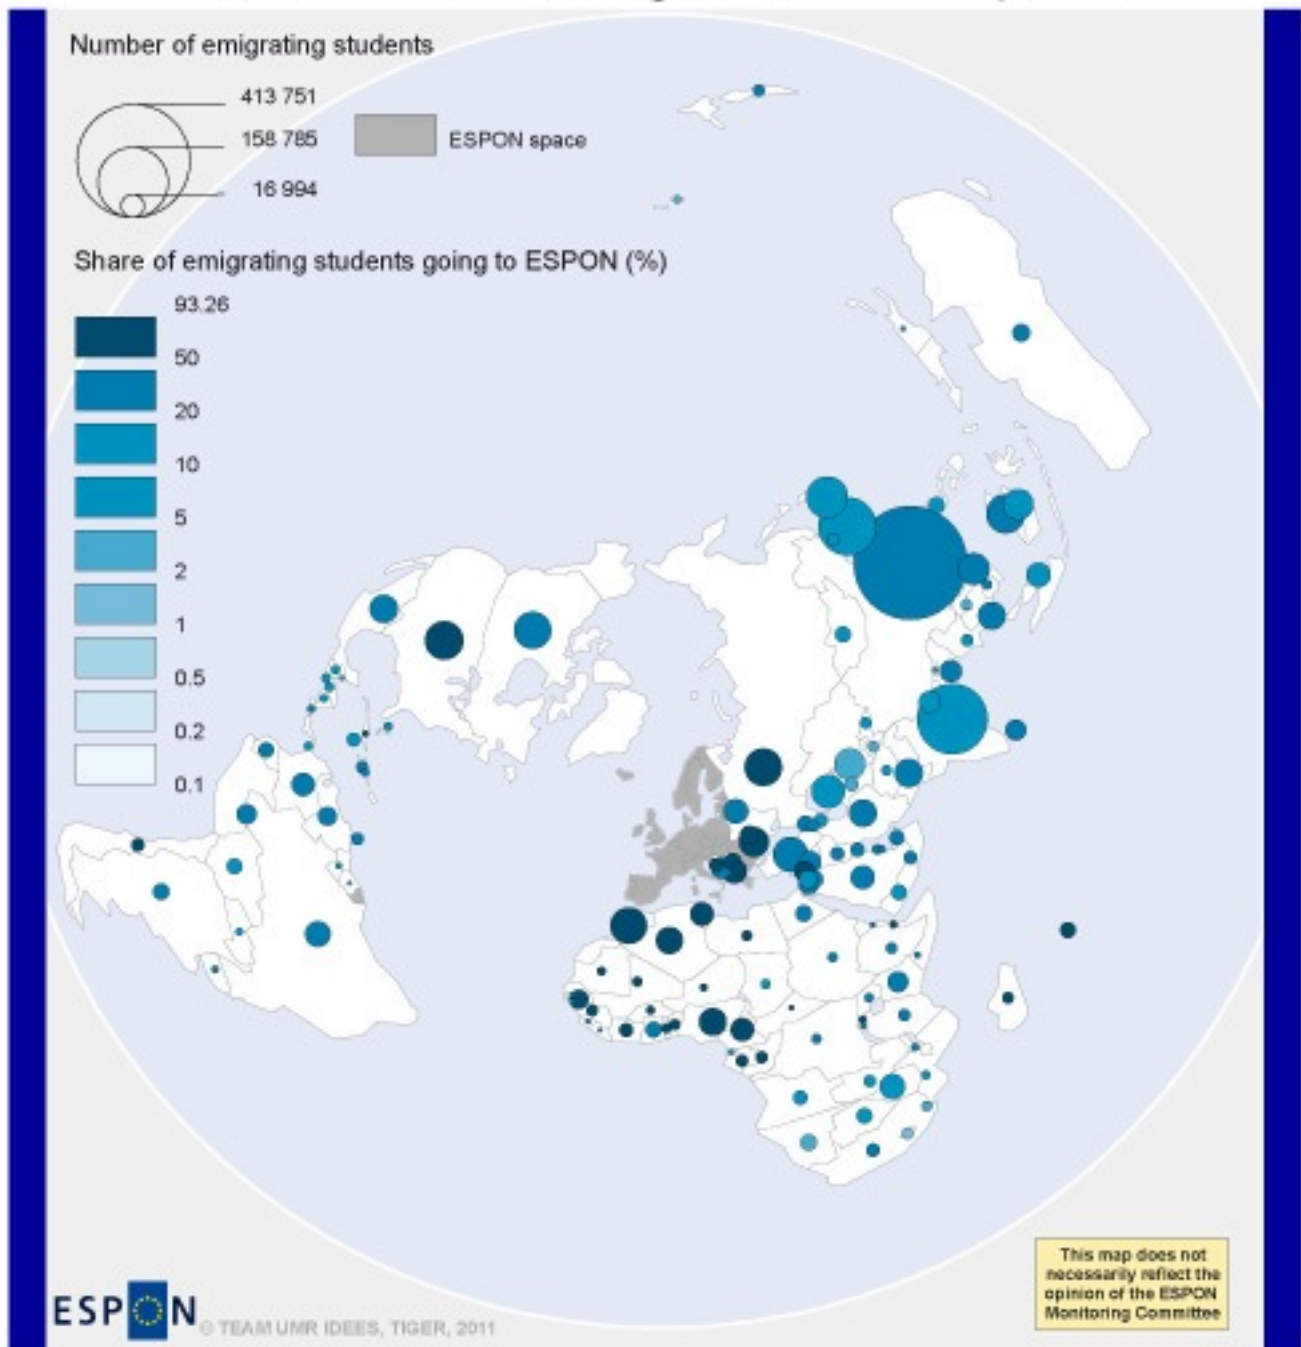 Number of emigrating students
413 751
158 785
16 994
ESPON space
Share of emigrating students going to ESPON (%)
93.26
50
20
10
5
2
1
0.5
0.2
0.1
This map does not
necessarily reflect the
opinion of the ESPON
Monitoring Committee
ESPON
© TEAM UMR IDEES, TIGER, 2011